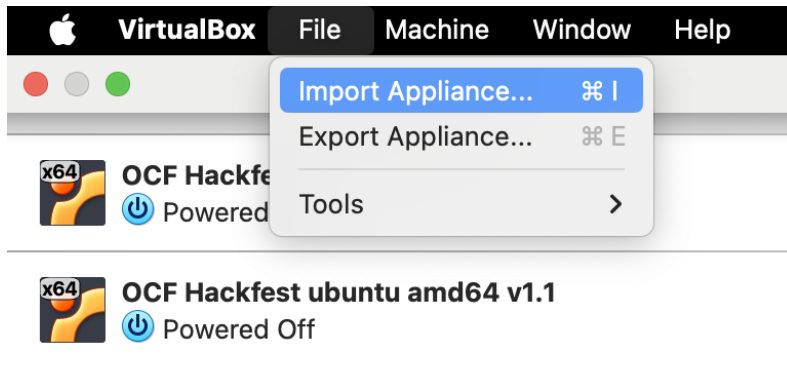 VirtualBox File Machine Window Help
Import Appliance... ⌘ I
Export Appliance... ⌘ E
Tools
x64
OCF Hackfe
Powered
x64
OCF Hackfest ubuntu amd64 v1.1
Powered Off